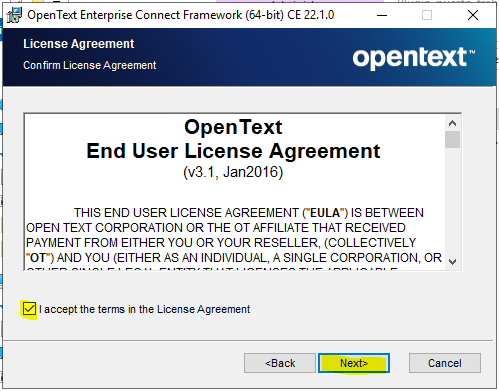 OpenText Enterprise Connect Framework (64-bit) CE 22.1.0
License Agreement
Confirm License Agreement
opentext™
OpenText
End User License Agreement
(v3.1, Jan2016)
THIS END USER LICENSE AGREEMENT ("EULA") IS BETWEEN
OPEN TEXT CORPORATION OR THE OT AFFILIATE THAT RECEIVED
PAYMENT FROM EITHER YOU OR YOUR RESELLER, (COLLECTIVELY
"OT") AND YOU (EITHER AS AN INDIVIDUAL, A SINGLE CORPORATION, OR
OTHER SINGLE LEGAL ENTITY THAT LICENSES THE APPLICABLE
I accept the terms in the License Agreement
<Back
Next>
Cancel